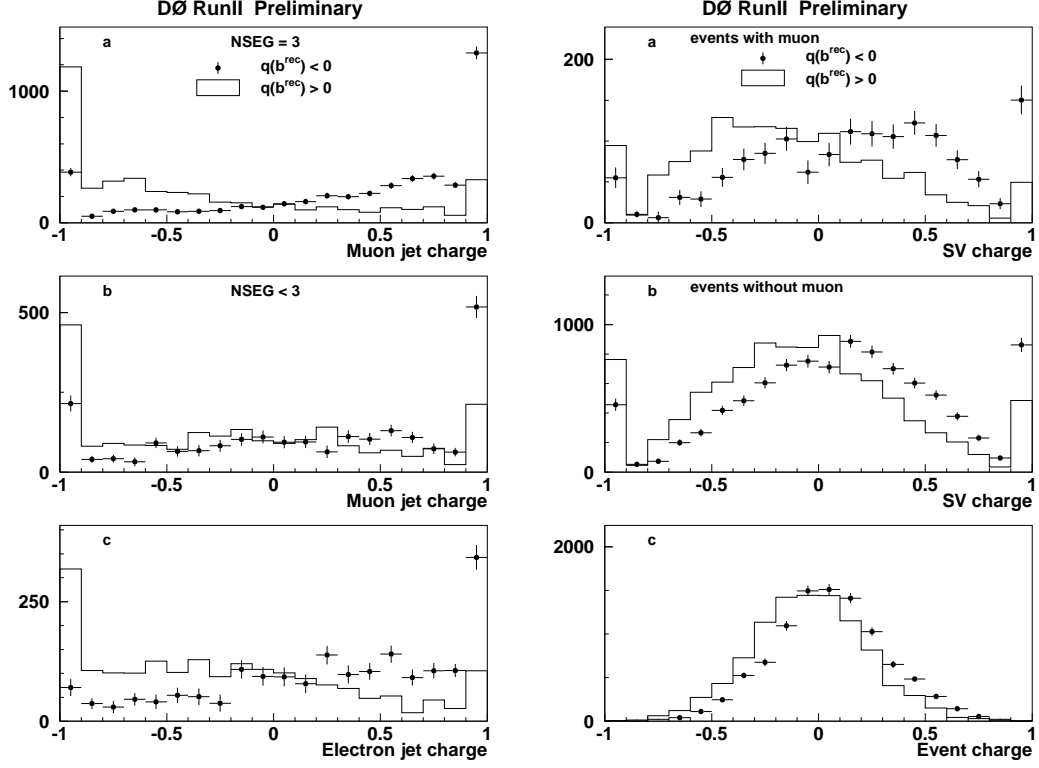 DØ RunII Preliminary
a
NSEG = 3
q(b^rec) < 0
q(b^rec) > 0
1000
0
-1 -0.5 0 0.5 1
Muon jet charge
b
NSEG < 3
500
0
-1 -0.5 0 0.5 1
Muon jet charge
c
250
0
-1 -0.5 0 0.5 1
Electron jet charge
DØ RunII Preliminary
a
events with muon
q(b^rec) < 0
q(b^rec) > 0
200
0
-1 -0.5 0 0.5 1
SV charge
b
events without muon
1000
0
-1 -0.5 0 0.5 1
SV charge
c
2000
0
-1 -0.5 0 0.5 1
Event charge